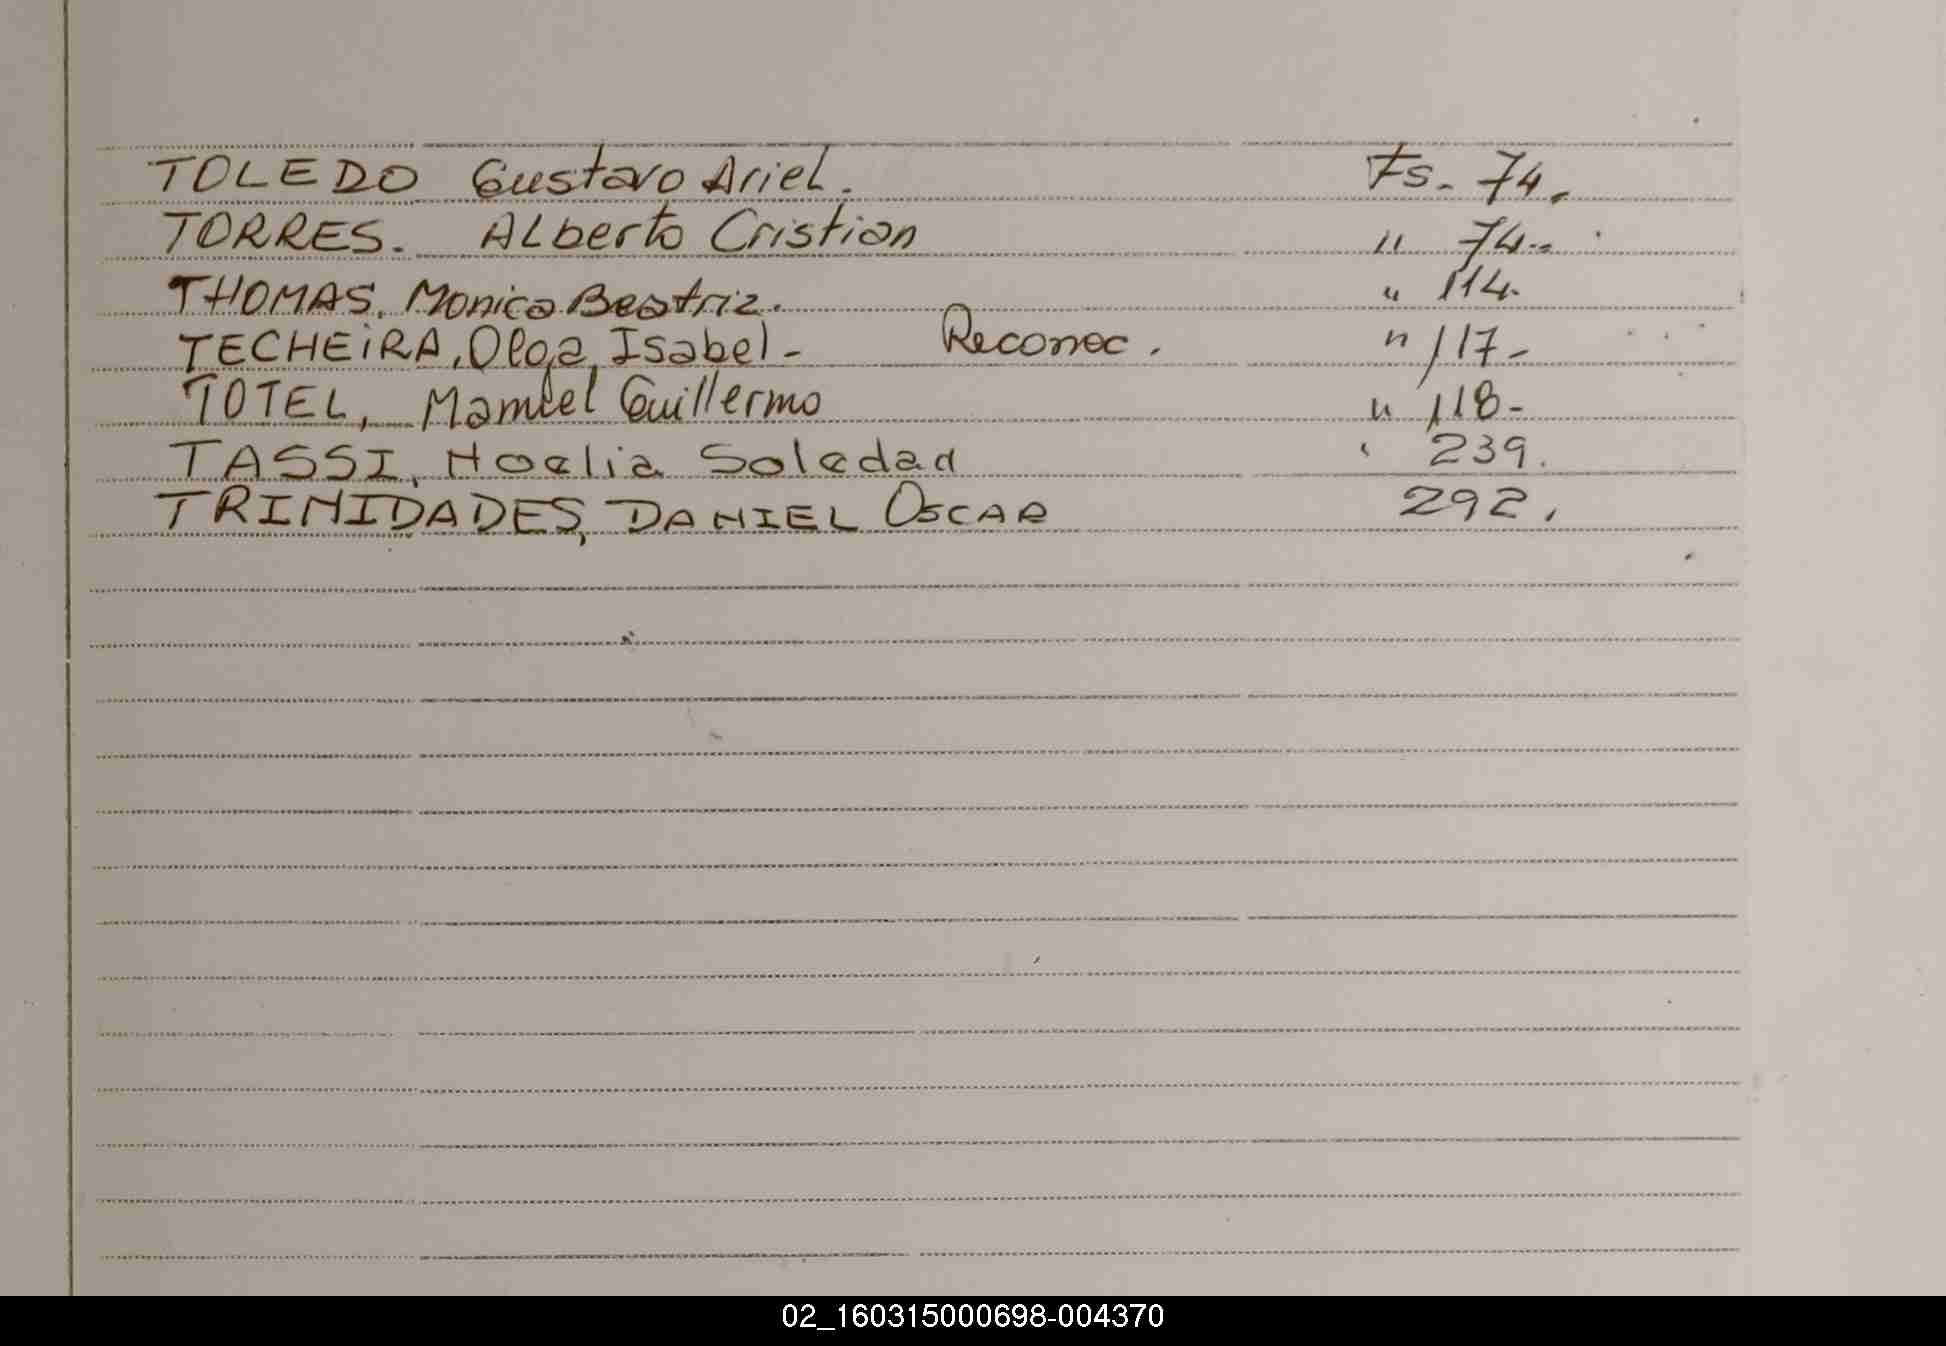 TOLEDO Gustavo Ariel. Fs. 74.
TORRES. Alberto Cristian " 74.-
THOMAS, Monica Beatriz. " 114.
TECHEiRA, Olga Isabel - Reconoc. " 117-
TOTEL, Manuel Guillermo " 118-
TASSI, Noelia Soledad ' 239.
TRINIDADES, DANIEL OSCAR 292.
02_160315000698-004370